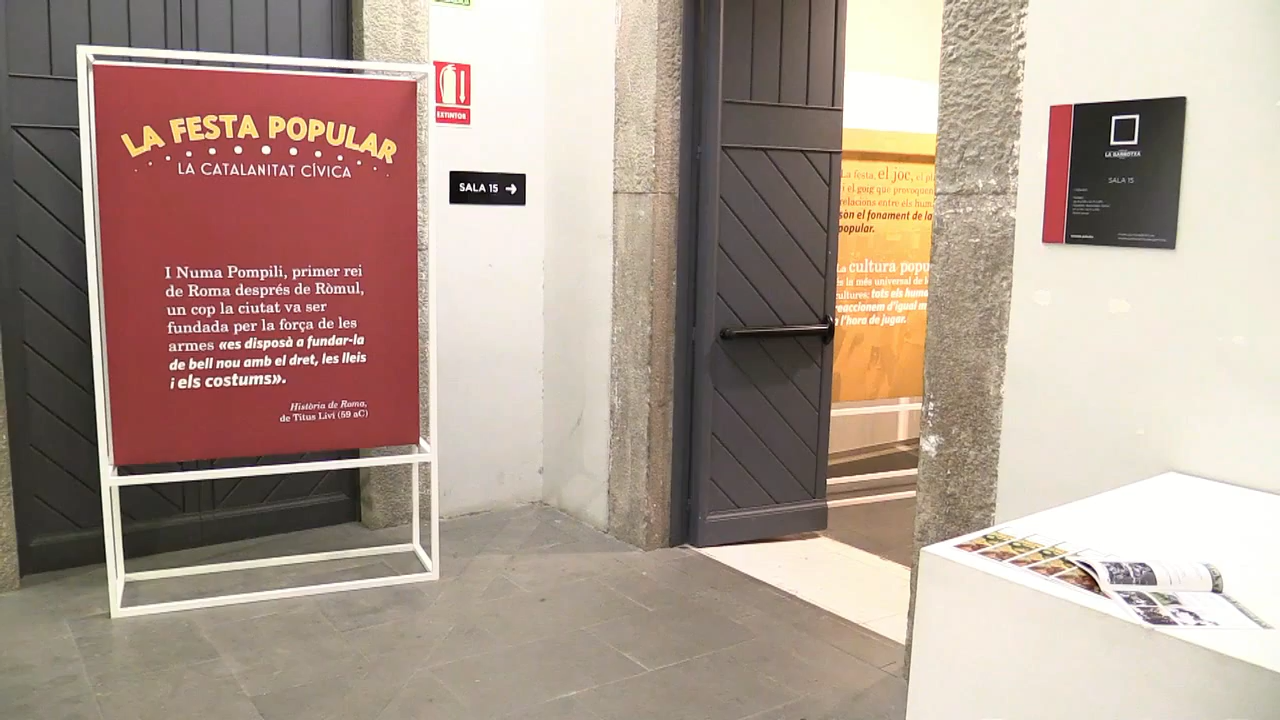 LA FESTA POPULAR
LA CATALANITAT CÍVICA
I Numa Pompili, primer rei
de Roma després de Ròmul,
un cop la ciutat va ser
fundada per la força de les
armes «es disposà a fundar-la
de bell nou amb el dret, les lleis
i els costums».
Història de Roma,
de Titus Livi (59 aC)
EXTINTOR
SALA 15
La festa, el joc, el pl
i el goig que provoquen
relacions entre els hum
són el fonament de la
popular.
La cultura popu
és la més universal de l
cultures: tots els huma
reaccionem d'igual m
a l'hora de jugar.
LA GARROTXA
SALA 15